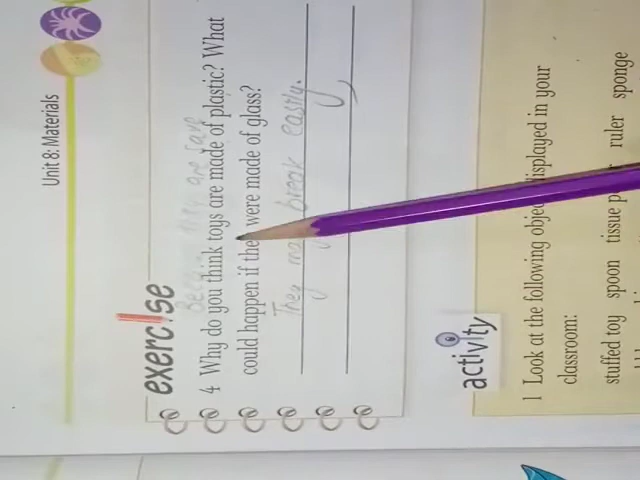 Unit 8: Materials
exercise
Because they are safe
4 Why do you think toys are made of plastic? What
could happen if they were made of glass?
They may break easily.
activity
1 Look at the following objects displayed in your
classroom:
stuffed toy spoon tissue ruler sponge